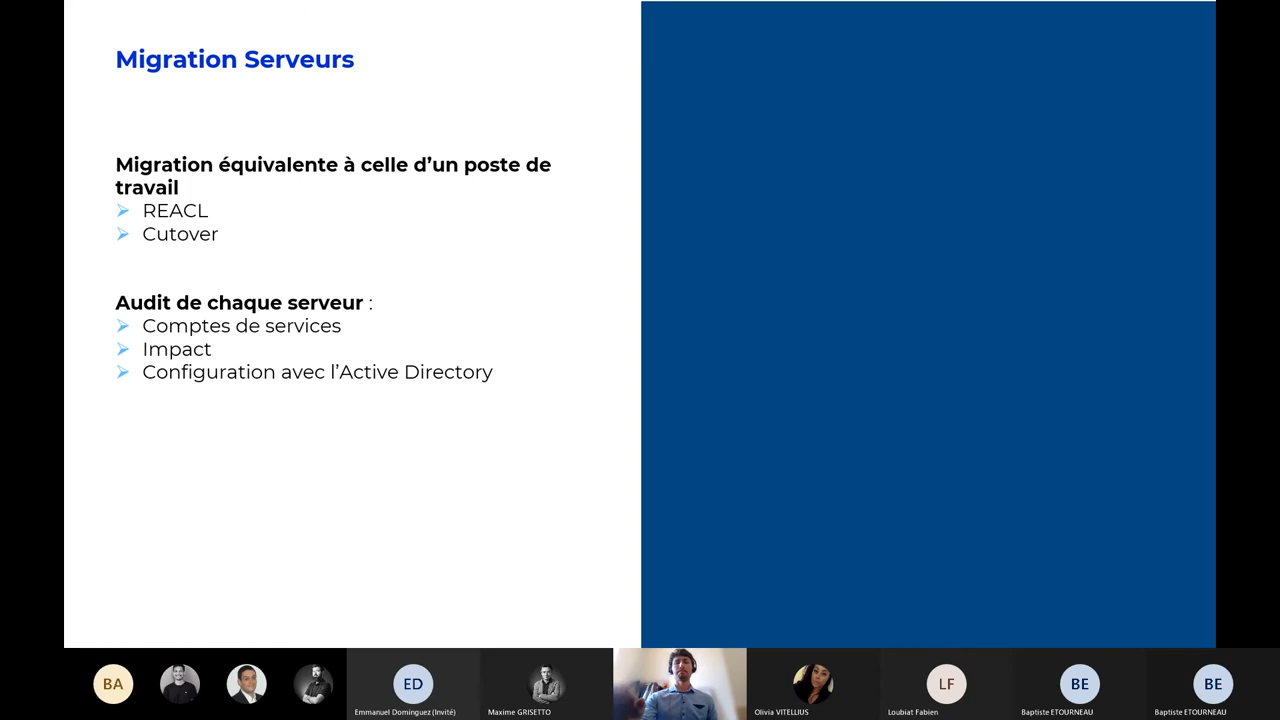 Migration Serveurs
Migration équivalente à celle d’un poste de
travail
REACL
Cutover
Audit de chaque serveur :
Comptes de services
Impact
Configuration avec l’Active Directory
BA
ED
LF
BE
BE
Emmanuel Dominguez (Invité)
Maxime GRISETTO
Olivia VITELLIUS
Loubiat Fabien
Baptiste ETOURNEAU
Baptiste ETOURNEAU